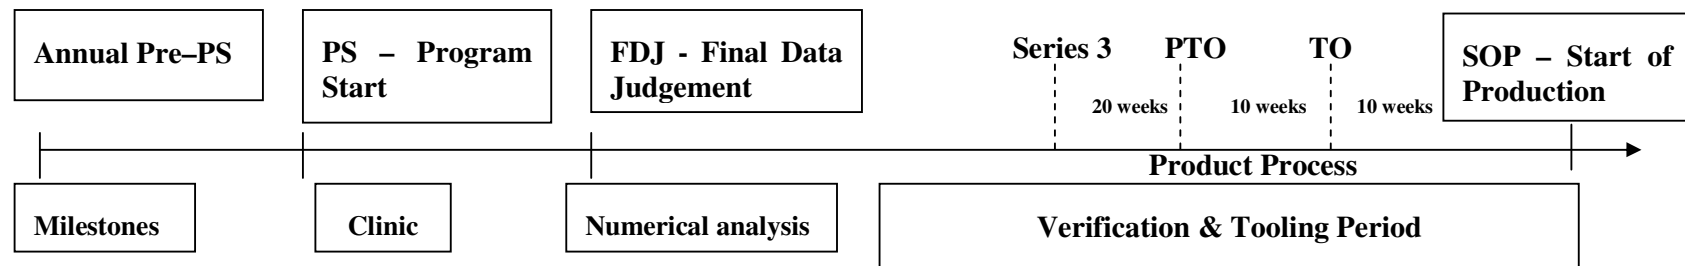 Annual Pre–PS
PS – Program
Start
FDJ - Final Data
Judgement
Series 3
PTO
TO
SOP – Start of
Production
20 weeks
10 weeks
10 weeks
Product Process
Milestones
Clinic
Numerical analysis
Verification & Tooling Period